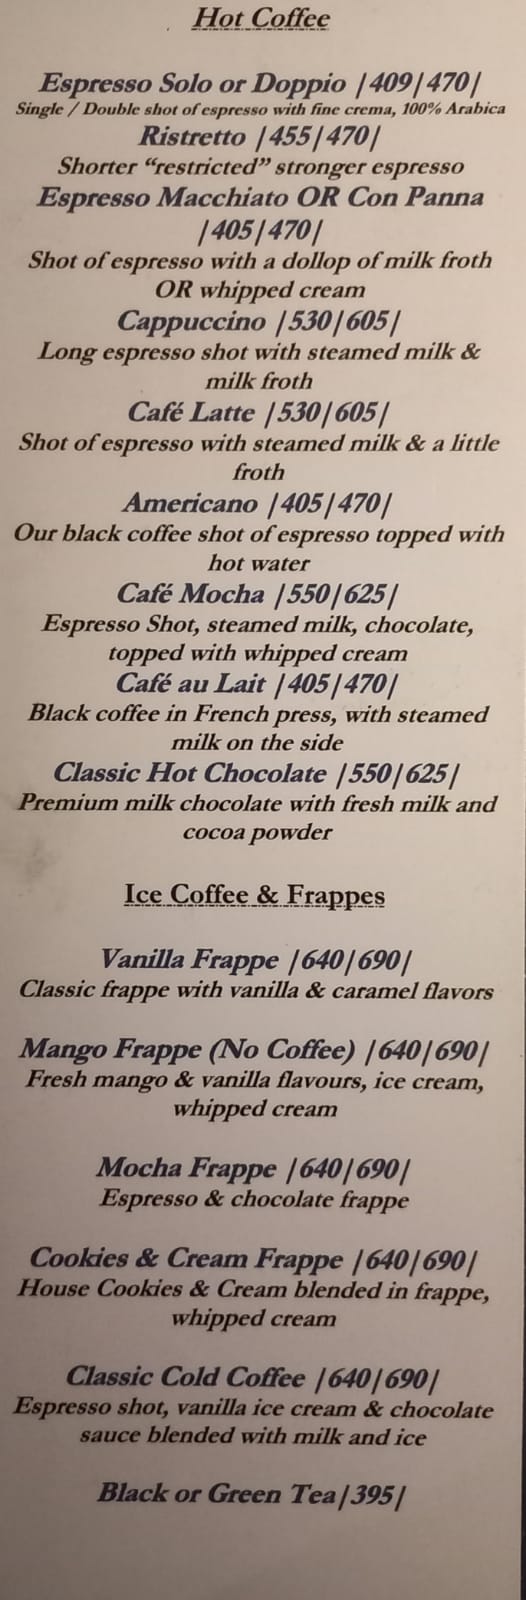 Hot Coffee
Espresso Solo or Doppio |409|470|
Single / Double shot of espresso with fine crema, 100% Arabica
Ristretto |455|470|
Shorter “restricted” stronger espresso
Espresso Macchiato OR Con Panna
|405|470|
Shot of espresso with a dollop of milk froth
OR whipped cream
Cappuccino |530|605|
Long espresso shot with steamed milk &
milk froth
Café Latte |530|605|
Shot of espresso with steamed milk & a little
froth
Americano |405|470|
Our black coffee shot of espresso topped with
hot water
Café Mocha |550|625|
Espresso Shot, steamed milk, chocolate,
topped with whipped cream
Café au Lait |405|470|
Black coffee in French press, with steamed
milk on the side
Classic Hot Chocolate |550|625|
Premium milk chocolate with fresh milk and
cocoa powder
Ice Coffee & Frappes
Vanilla Frappe |640|690|
Classic frappe with vanilla & caramel flavors
Mango Frappe (No Coffee) |640|690|
Fresh mango & vanilla flavours, ice cream,
whipped cream
Mocha Frappe |640|690|
Espresso & chocolate frappe
Cookies & Cream Frappe |640|690|
House Cookies & Cream blended in frappe,
whipped cream
Classic Cold Coffee |640|690|
Espresso shot, vanilla ice cream & chocolate
sauce blended with milk and ice
Black or Green Tea|395|